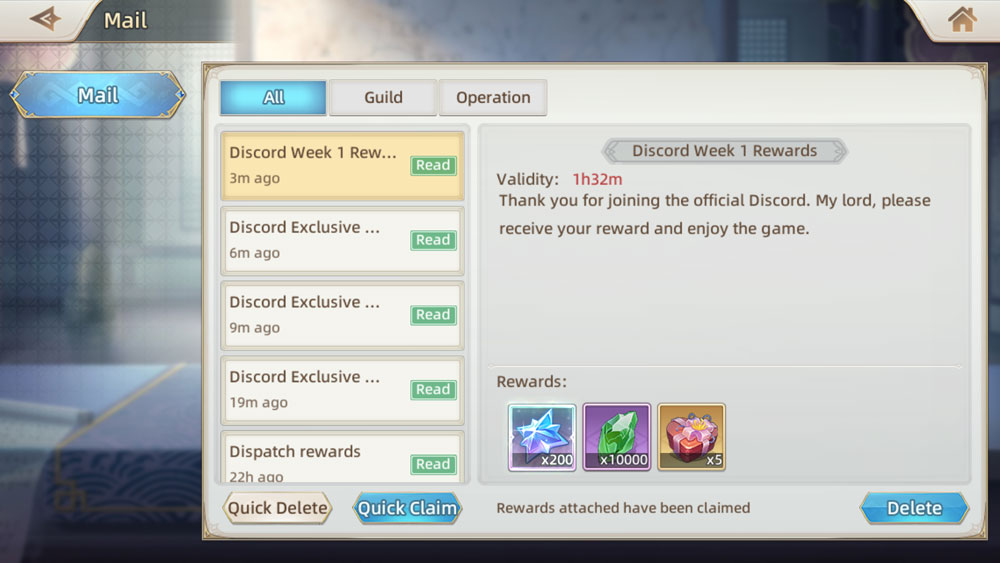 Mail
Mail
All
Guild
Operation
Discord Week 1 Rew...
3m ago
Read
Discord Exclusive ...
6m ago
Read
Discord Exclusive ...
9m ago
Read
Discord Exclusive ...
19m ago
Read
Dispatch rewards
22h ago
Read
Quick Delete
Quick Claim
Discord Week 1 Rewards
Validity: 1h32m
Thank you for joining the official Discord. My lord, please
receive your reward and enjoy the game.
Rewards:
x200
x10000
x5
Rewards attached have been claimed
Delete